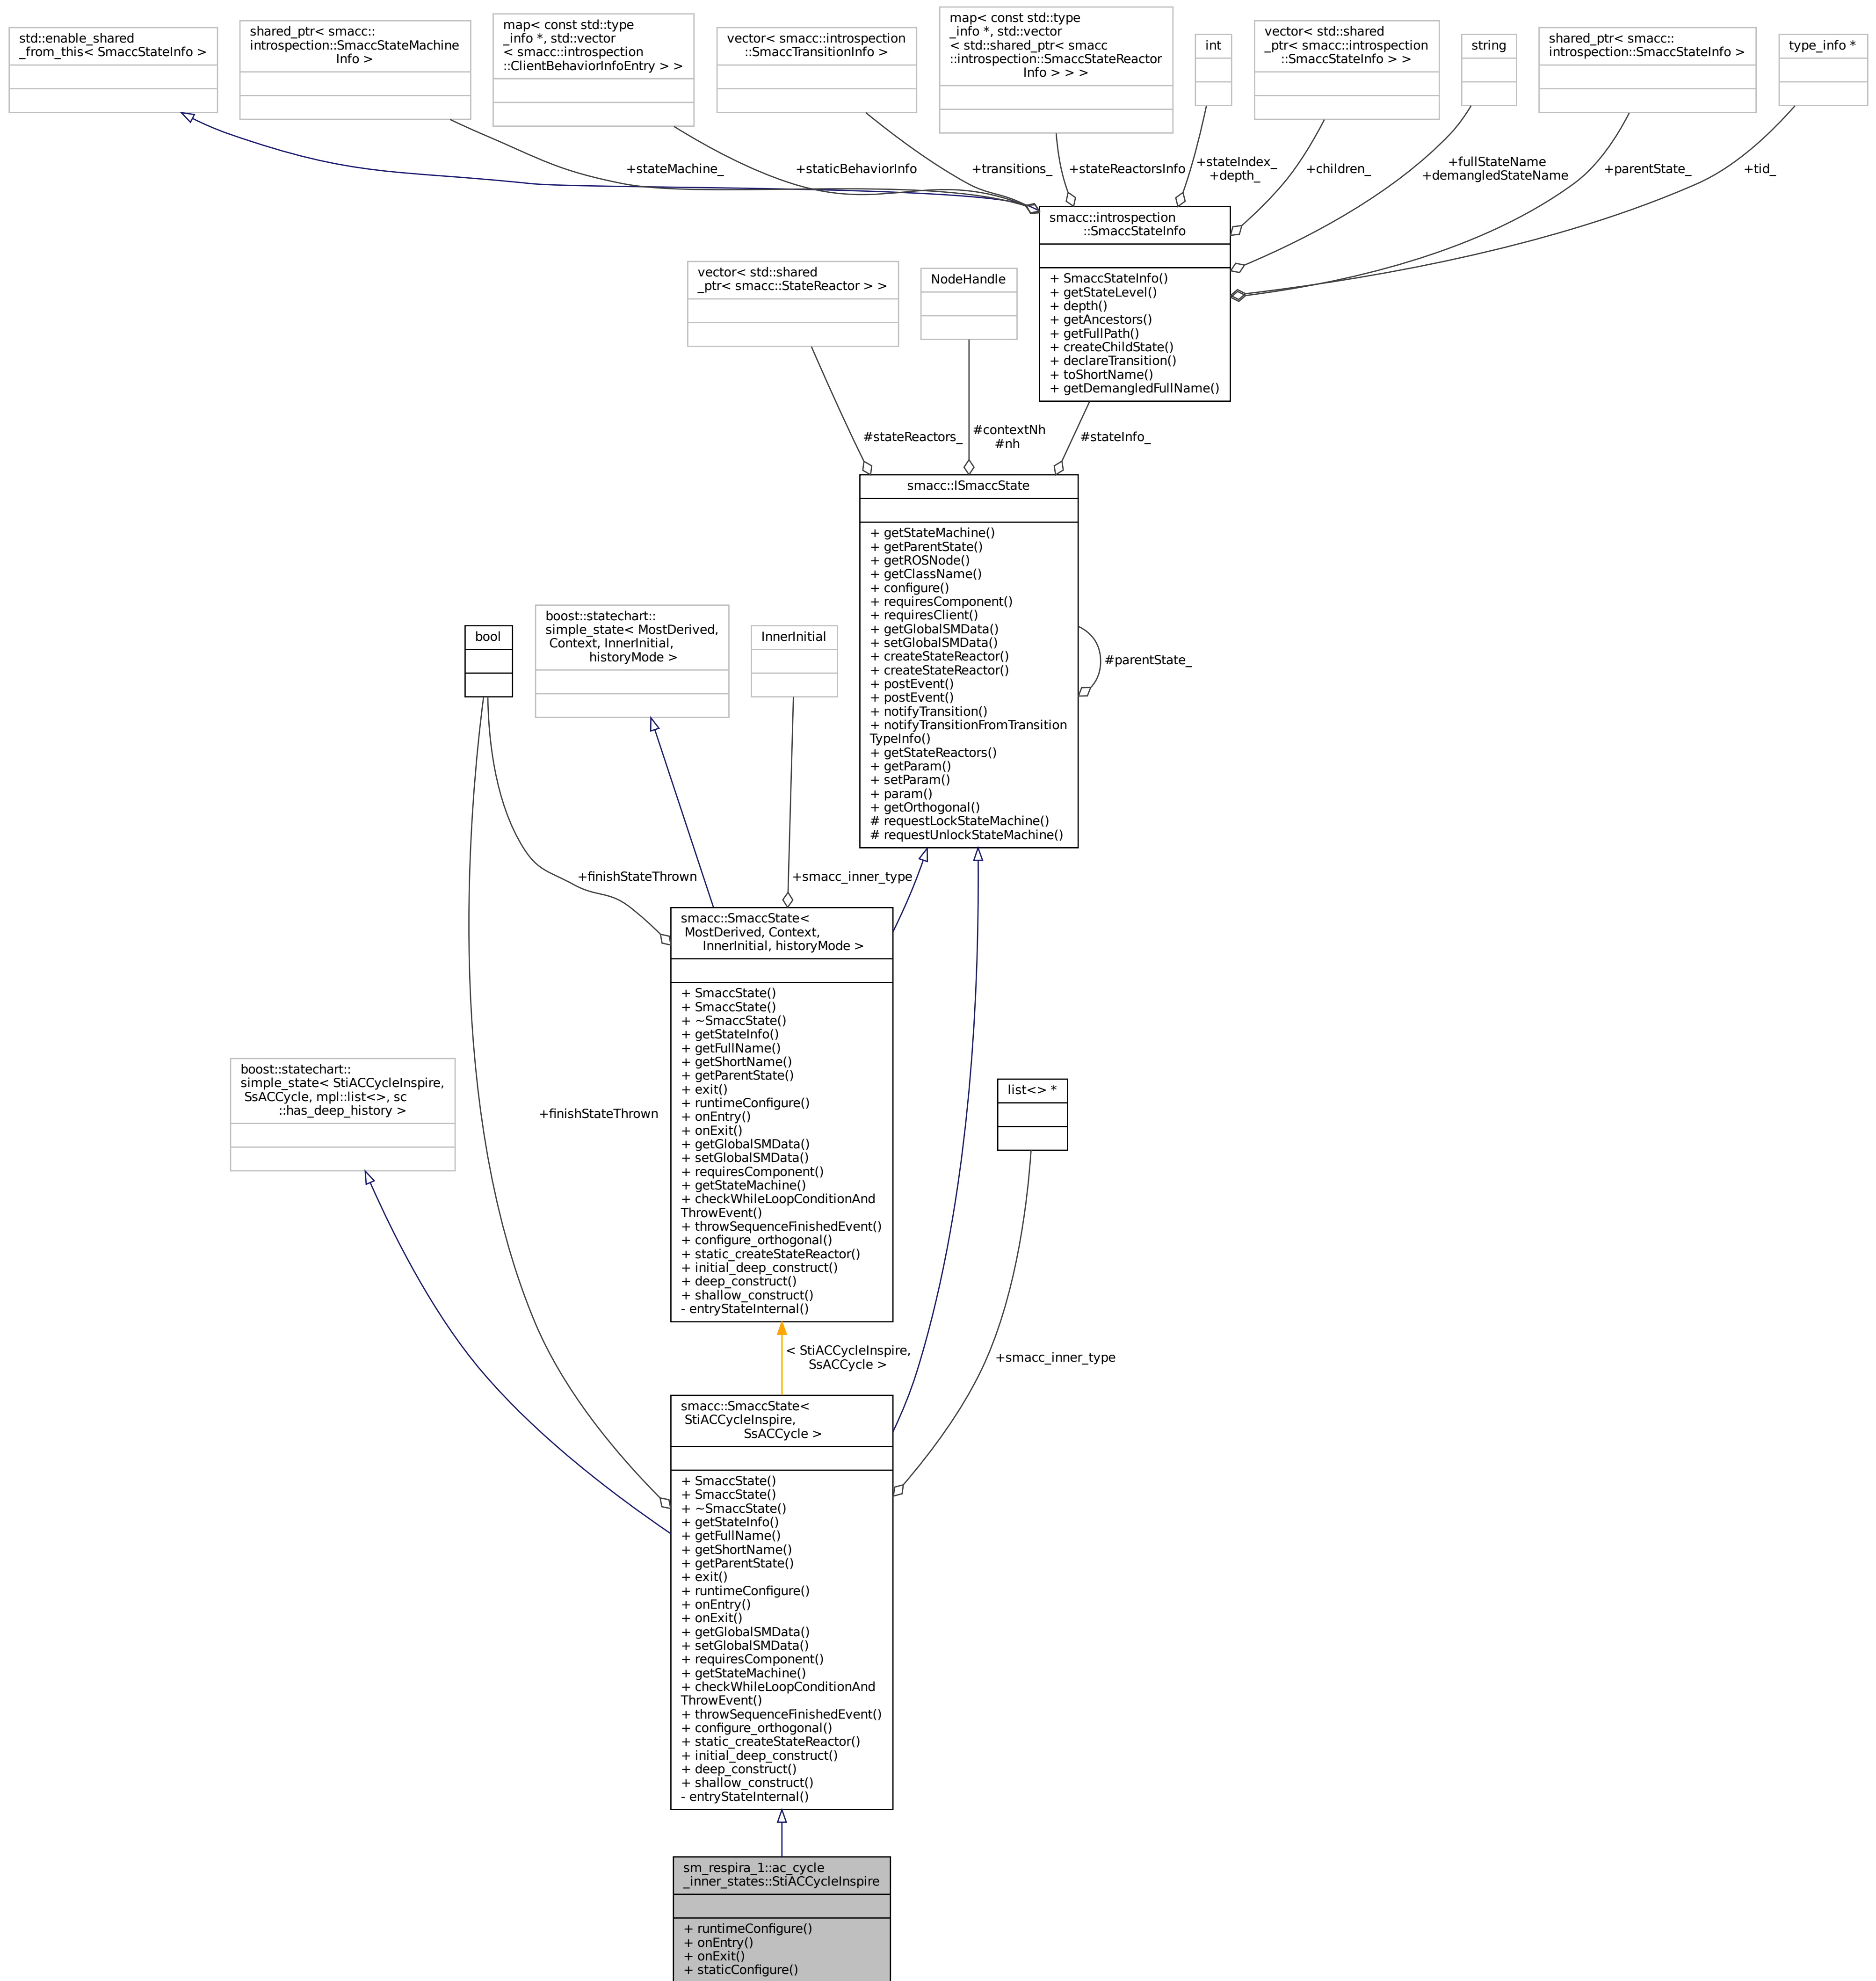 std::enable_shared
_from_this< SmaccStateInfo >
shared_ptr< smacc::
introspection::SmaccStateMachine
Info >
map< const std::type
_info *, std::vector
< smacc::introspection
::ClientBehaviorInfoEntry > >
vector< smacc::introspection
::SmaccTransitionInfo >
map< const std::type
_info *, std::vector
< std::shared_ptr< smacc
::introspection::SmaccStateReactor
Info > > >
int
vector< std::shared
_ptr< smacc::introspection
::SmaccStateInfo > >
string
shared_ptr< smacc::
introspection::SmaccStateInfo >
type_info *
+stateMachine_
+staticBehaviorInfo
+transitions_
+stateReactorsInfo
+stateIndex_
+depth_
+children_
+fullStateName
+demangledStateName
+parentState_
+tid_
smacc::introspection
::SmaccStateInfo
+ SmaccStateInfo()
+ getStateLevel()
+ depth()
+ getAncestors()
+ getFullPath()
+ createChildState()
+ declareTransition()
+ toShortName()
+ getDemangledFullName()
vector< std::shared
_ptr< smacc::StateReactor > >
NodeHandle
#stateReactors_
#contextNh
#nh
#stateInfo_
smacc::ISmaccState
+ getStateMachine()
+ getParentState()
+ getROSNode()
+ getClassName()
+ configure()
+ requiresComponent()
+ requiresClient()
+ getGlobalSMData()
+ setGlobalSMData()
+ createStateReactor()
+ createStateReactor()
+ postEvent()
+ postEvent()
+ notifyTransition()
+ notifyTransitionFromTransition
TypeInfo()
+ getStateReactors()
+ getParam()
+ setParam()
+ param()
+ getOrthogonal()
# requestLockStateMachine()
# requestUnlockStateMachine()
#parentState_
bool
boost::statechart::
simple_state< MostDerived,
Context, InnerInitial,
historyMode >
InnerInitial
+finishStateThrown
+smacc_inner_type
smacc::SmaccState<
MostDerived, Context,
InnerInitial, historyMode >
+ SmaccState()
+ SmaccState()
+ ~SmaccState()
+ getStateInfo()
+ getFullName()
+ getShortName()
+ getParentState()
+ exit()
+ runtimeConfigure()
+ onEntry()
+ onExit()
+ getGlobalSMData()
+ setGlobalSMData()
+ requiresComponent()
+ getStateMachine()
+ checkWhileLoopConditionAnd
ThrowEvent()
+ throwSequenceFinishedEvent()
+ configure_orthogonal()
+ static_createStateReactor()
+ initial_deep_construct()
+ deep_construct()
+ shallow_construct()
- entryStateInternal()
boost::statechart::
simple_state< StiACCycleInspire,
SsACCycle, mpl::list<>, sc
::has_deep_history >
+finishStateThrown
list<> *
< StiACCycleInspire,
SsACCycle >
+smacc_inner_type
smacc::SmaccState<
StiACCycleInspire,
SsACCycle >
+ SmaccState()
+ SmaccState()
+ ~SmaccState()
+ getStateInfo()
+ getFullName()
+ getShortName()
+ getParentState()
+ exit()
+ runtimeConfigure()
+ onEntry()
+ onExit()
+ getGlobalSMData()
+ setGlobalSMData()
+ requiresComponent()
+ getStateMachine()
+ checkWhileLoopConditionAnd
ThrowEvent()
+ throwSequenceFinishedEvent()
+ configure_orthogonal()
+ static_createStateReactor()
+ initial_deep_construct()
+ deep_construct()
+ shallow_construct()
- entryStateInternal()
sm_respira_1::ac_cycle
_inner_states::StiACCycleInspire
+ runtimeConfigure()
+ onEntry()
+ onExit()
+ staticConfigure()